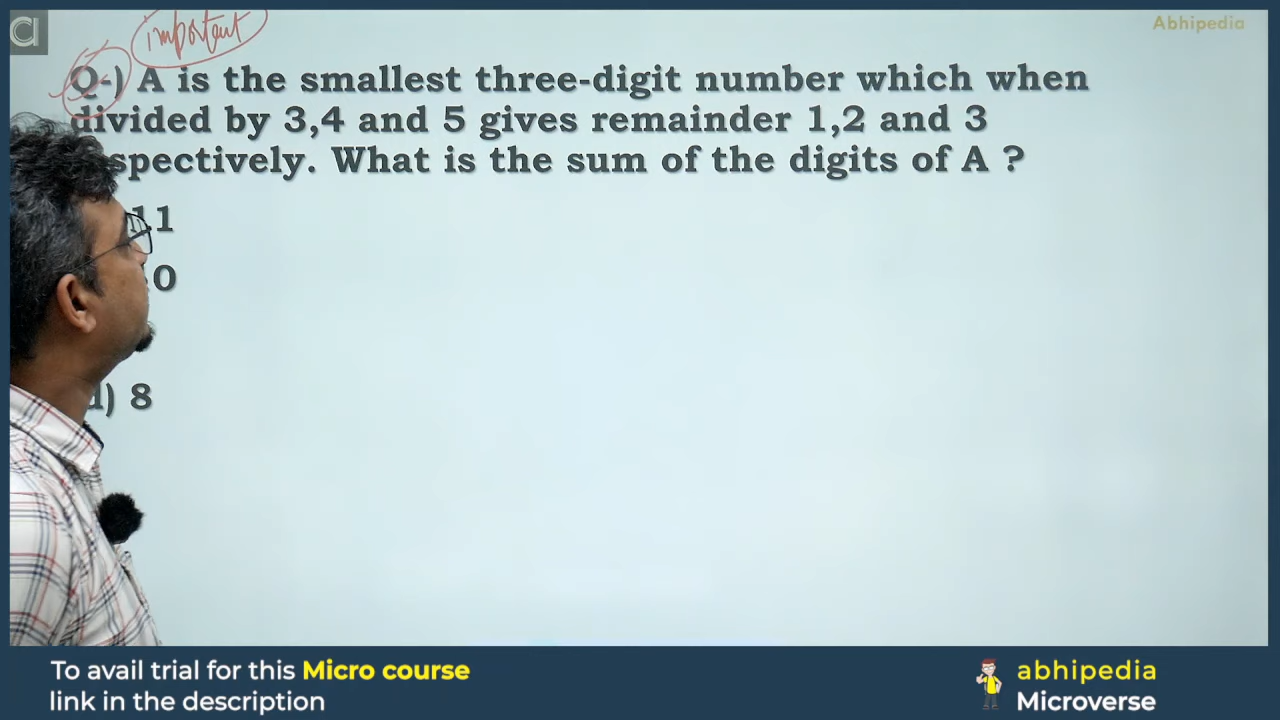 important
Abhipedia
Q-) A is the smallest three-digit number which when
divided by 3,4 and 5 gives remainder 1,2 and 3
spectively. What is the sum of the digits of A ?
11
0
d) 8
To avail trial for this Micro course
link in the description
abhipedia
Microverse